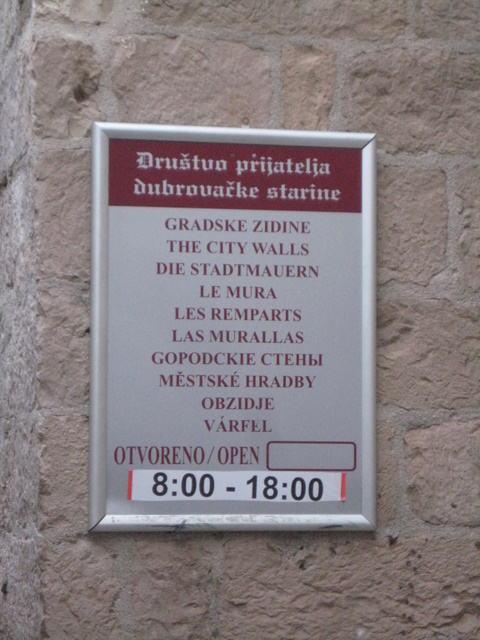 Društvo prijatelja
dubrovačke starine
GRADSKE ZIDINE
THE CITY WALLS
DIE STADTMAUERN
LE MURA
LES REMPARTS
LAS MURALLAS
GOPODCKIE СТЕНЫ
MĚSTSKÉ HRADBY
OBZIDJE
VÁRFEL
OTVORENO / OPEN
8:00 - 18:00